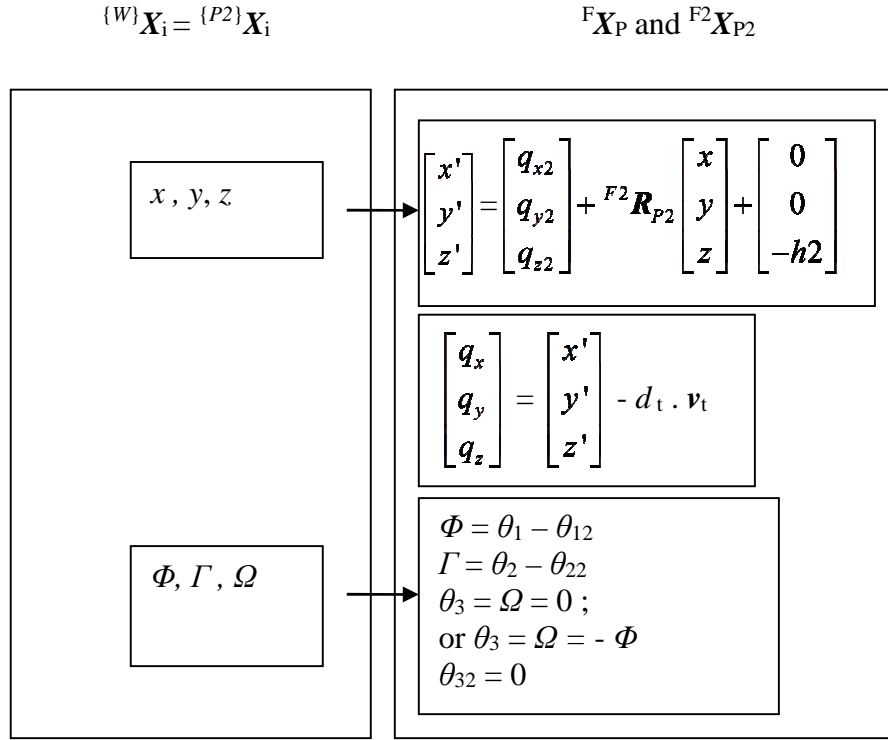 {W}Xi = {P2}Xi
FXP and F2XP2
x , y, z
[x' y' z'] = [qx2 qy2 qz2] + F2RP2 [x y z] + [0 0 −h2]
[qx qy qz] = [x' y' z'] - dt . vt
Φ, Γ , Ω
Φ = θ1 – θ12
Γ = θ2 – θ22
θ3 = Ω = 0 ;
or θ3 = Ω = - Φ
θ32 = 0